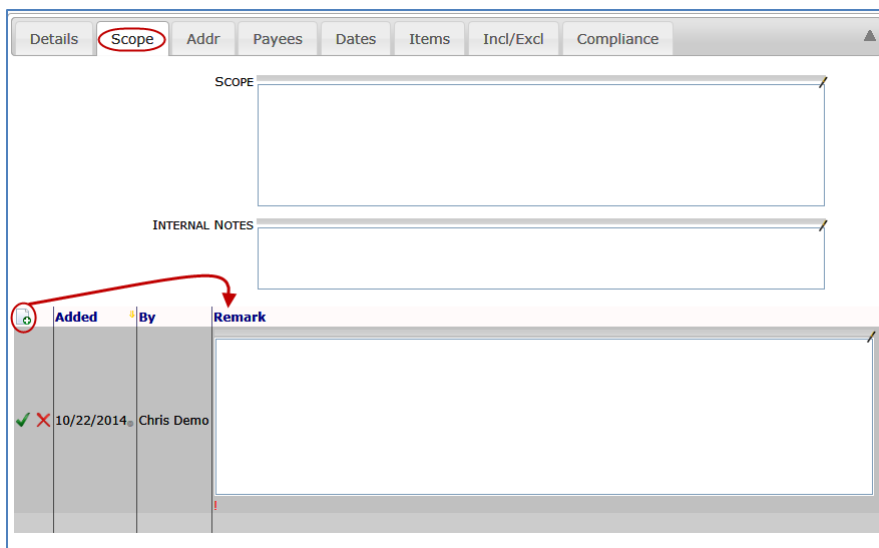 Details Scope Addr Payees Dates Items Incl/Excl Compliance
SCOPE
INTERNAL NOTES
Added By Remark
10/22/2014 Chris Demo
!